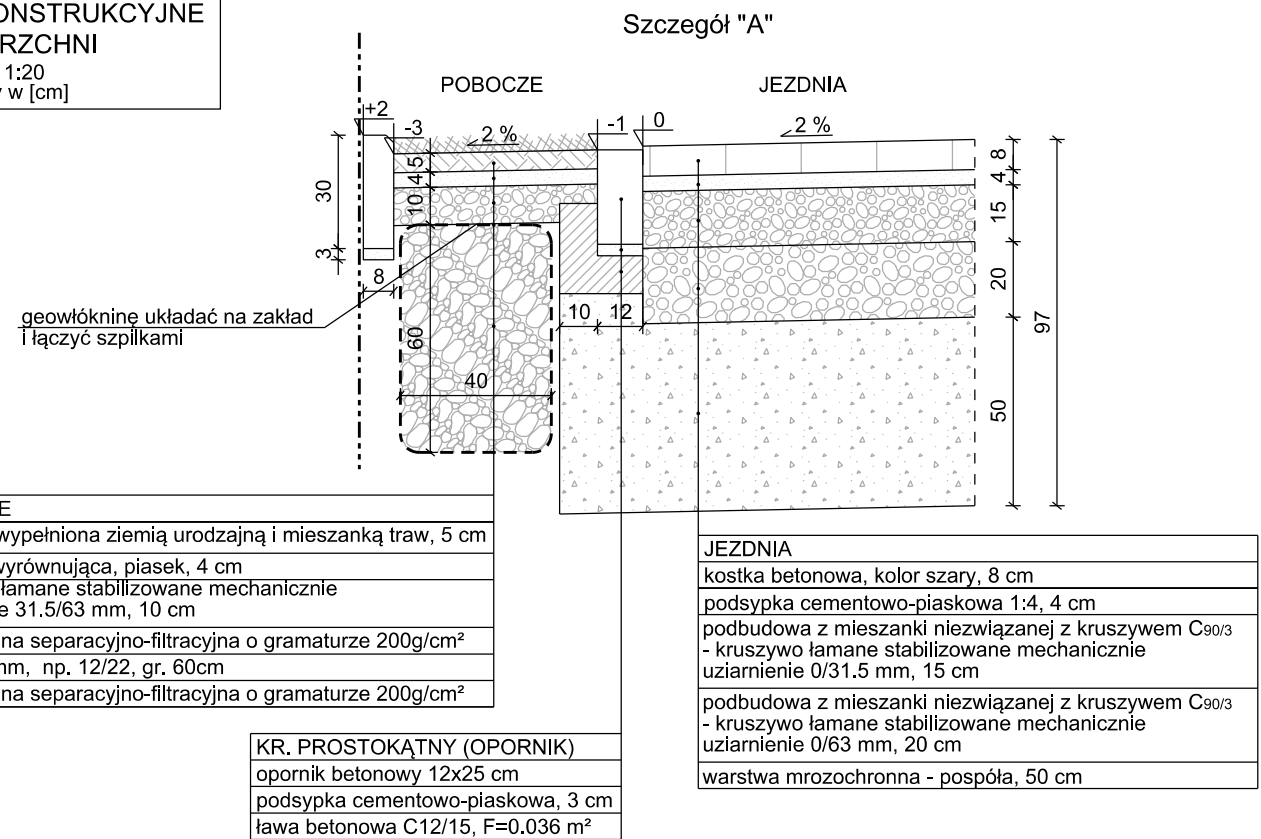 ONSTRUKCYJNE
RZCHNI
1:20
w [cm]
Szczegół "A"
POBOCZE
JEZDNIA
+2
-3
2 %
-1
0
2 %
30
3
8
5
4
10
60
40
10
12
8
4
15
20
50
97
geowłókninę układać na zakład
i łączyć szpilkami
E
wypełniona ziemią urodzajną i mieszanką traw, 5 cm
wyrównująca, piasek, 4 cm
łamane stabilizowane mechanicznie
e 31.5/63 mm, 10 cm
na separacyjno-filtracyjna o gramaturze 200g/cm²
mm, np. 12/22, gr. 60cm
na separacyjno-filtracyjna o gramaturze 200g/cm²
KR. PROSTOKĄTNY (OPORNIK)
opornik betonowy 12x25 cm
podsypka cementowo-piaskowa, 3 cm
ława betonowa C12/15, F=0.036 m²
JEZDNIA
kostka betonowa, kolor szary, 8 cm
podsypka cementowo-piaskowa 1:4, 4 cm
podbudowa z mieszanki niezwiązanej z kruszywem C90/3
- kruszywo łamane stabilizowane mechanicznie
uziarnienie 0/31.5 mm, 15 cm
podbudowa z mieszanki niezwiązanej z kruszywem C90/3
- kruszywo łamane stabilizowane mechanicznie
uziarnienie 0/63 mm, 20 cm
warstwa mrozochronna - pospóła, 50 cm